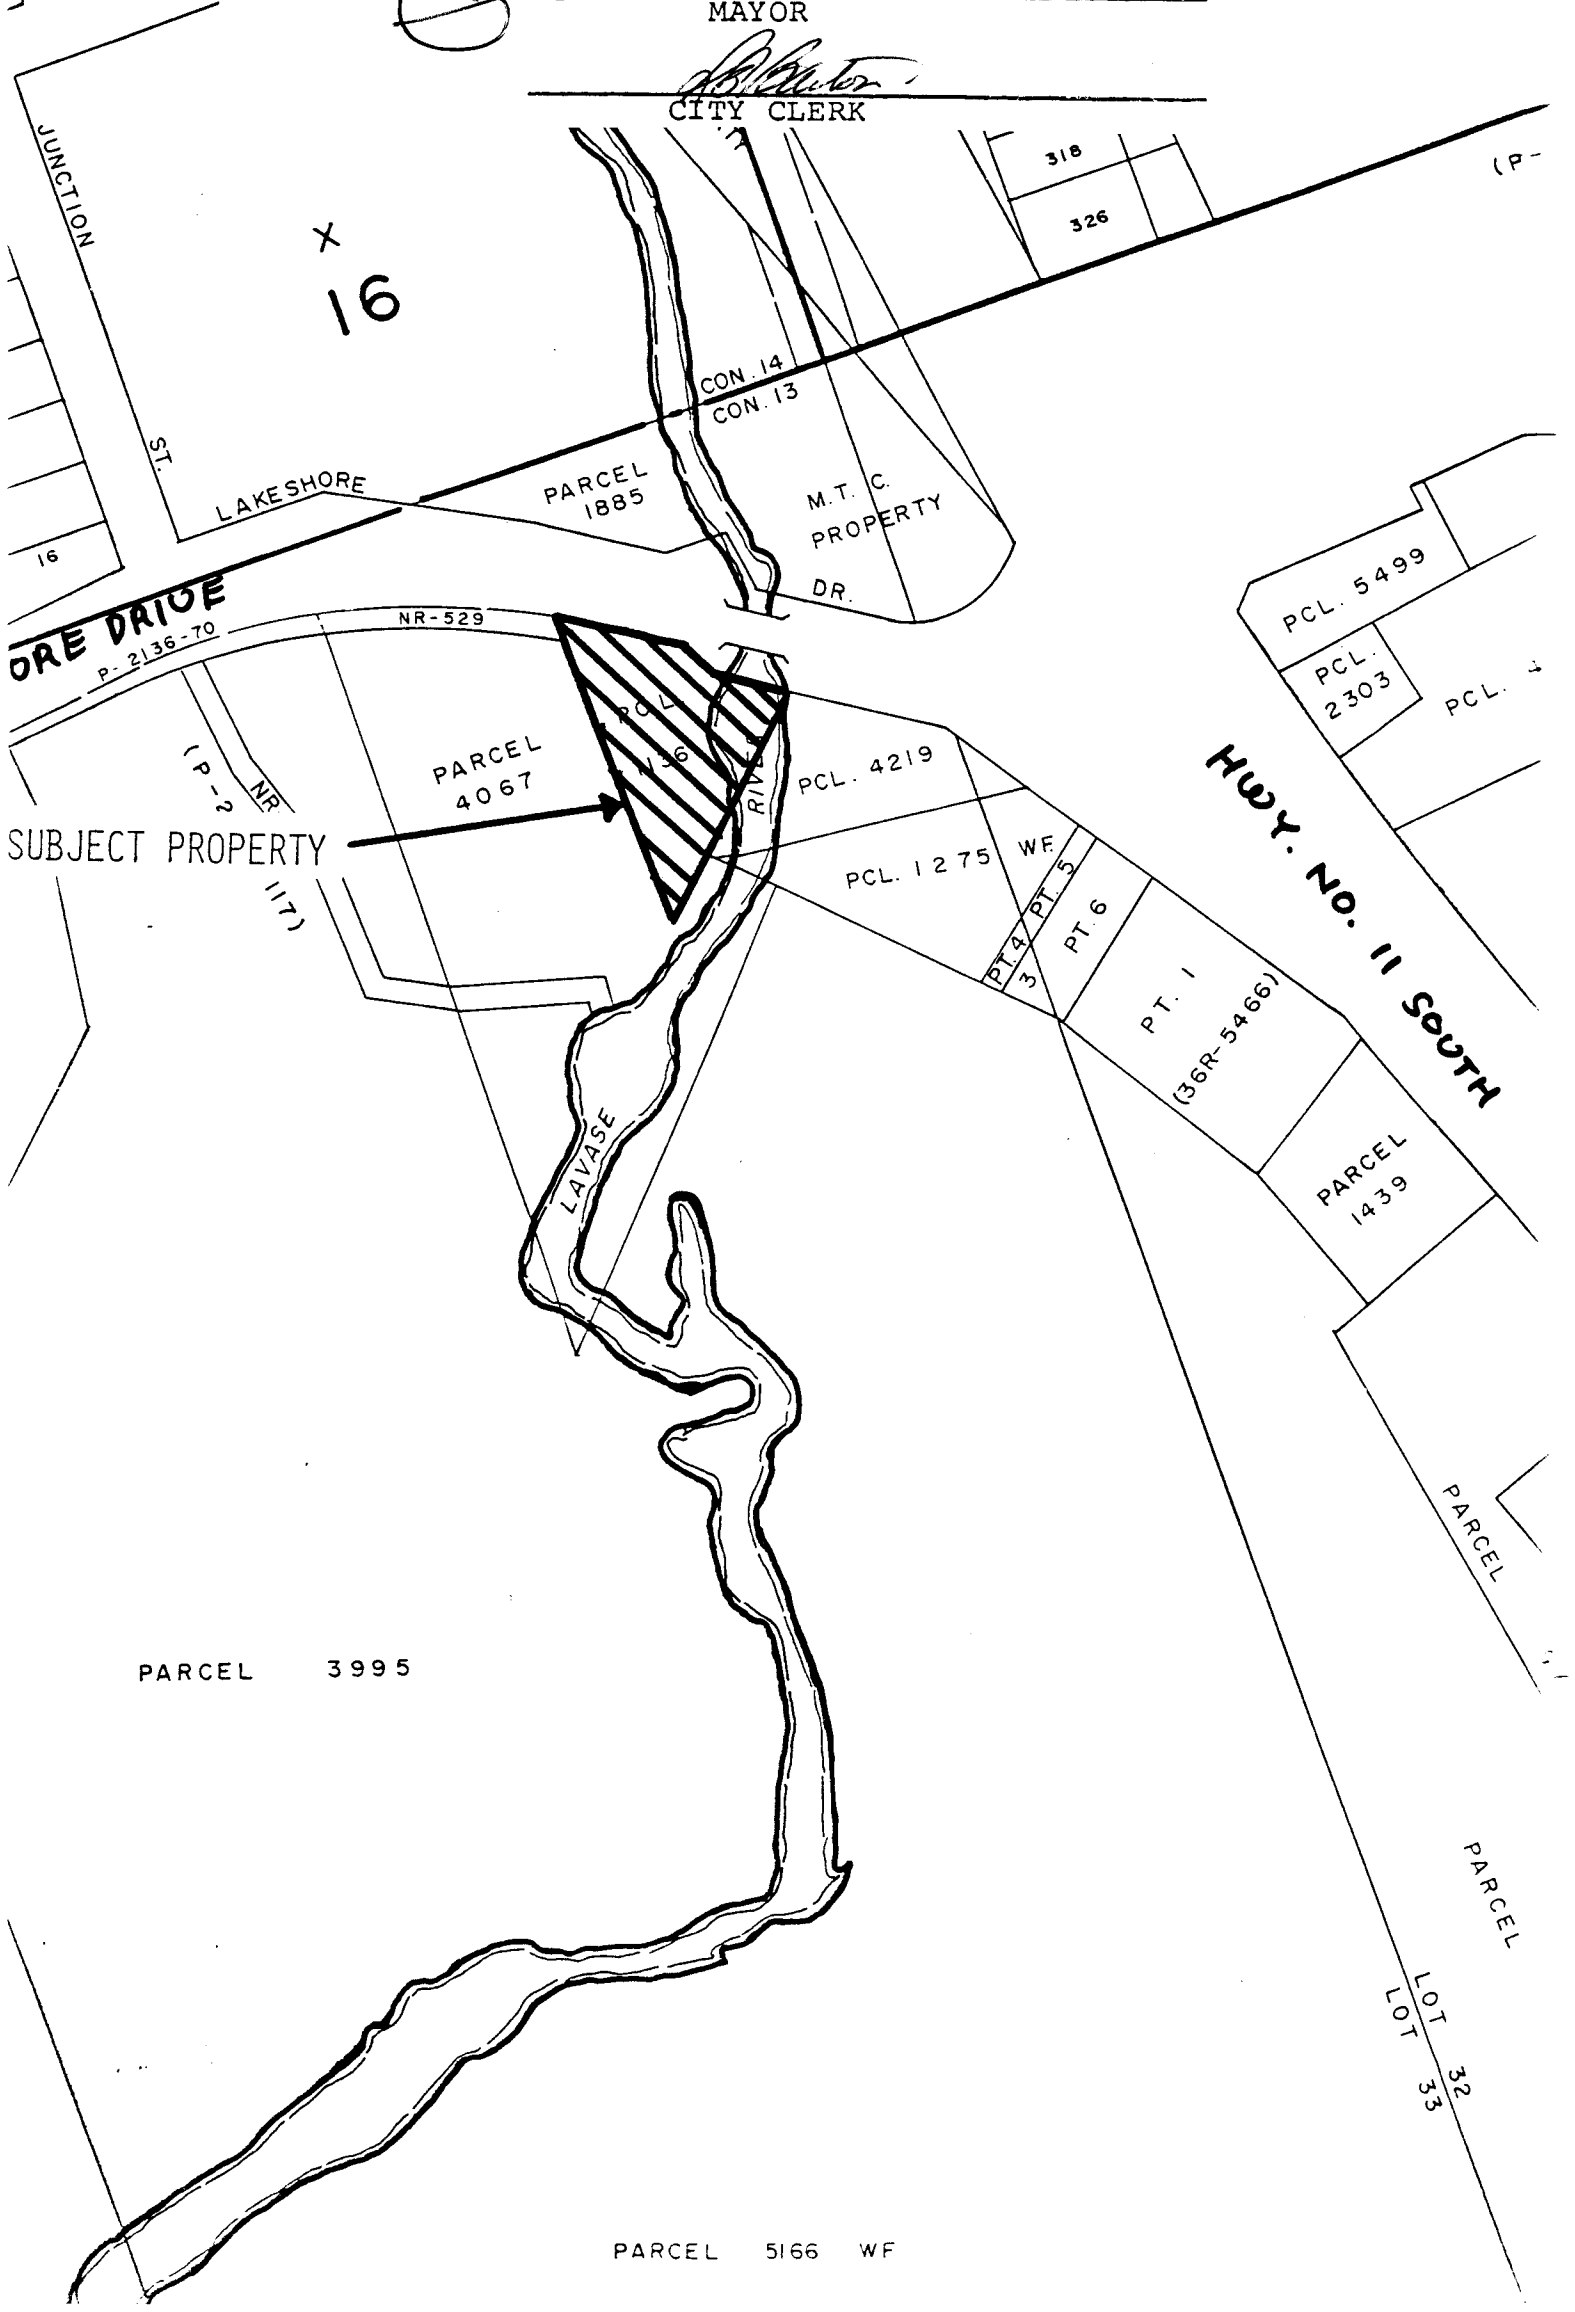 MAYOR
CITY CLERK
JUNCTION
ST.
X
16
318
326
(P-
CON. 14
CON. 13
LAKESHORE
PARCEL
1885
M. T. C.
PROPERTY
DR.
16
ORE DRIVE
P- 2136-70
NR-529
PCL. 5499
PCL.
2303
PCL.
PARCEL
4067
PCL.
1136
RIVER
PCL. 4219
(P-2
NR
117)
SUBJECT PROPERTY
PCL. 1275 WF.
PT. 5
PT. 4
3
PT. 6
PT. 1
(36R-5466)
HWY. NO. 11 SOUTH
LAVASE
PARCEL
1439
PARCEL
PARCEL 3995
PARCEL
LOT 32
LOT 33
PARCEL 5166 WF